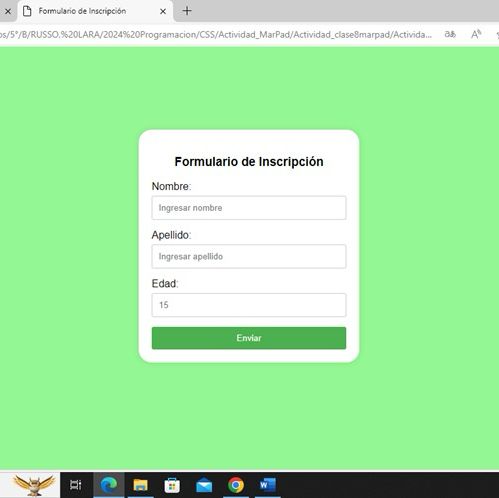 Formulario de Inscripción
os/5°/B/RUSSO.%20LARA/2024%20Programacion/CSS/Actividad_MarPad/Actividad_clase8marpad/Activida...
Formulario de Inscripción
Nombre:
Ingresar nombre
Apellido:
Ingresar apellido
Edad:
15
Enviar